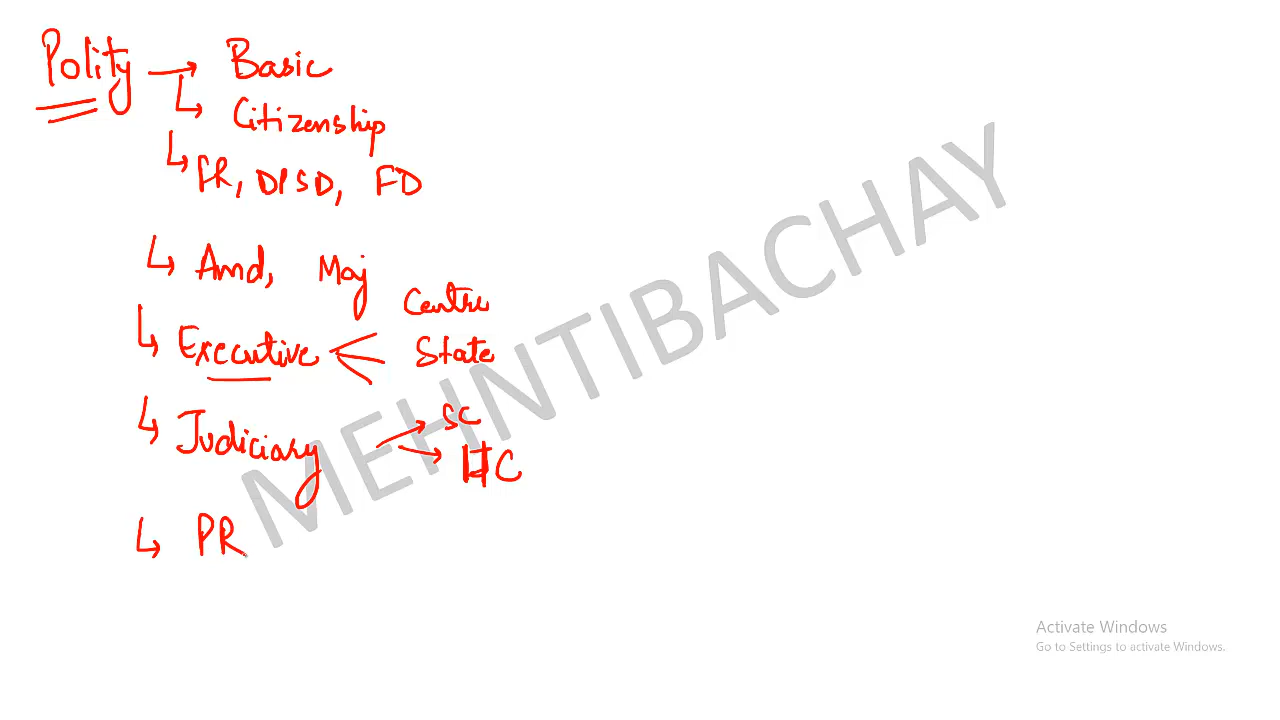 Polity → Basic
↳ Citizenship
↳ FR, DPSD, FD
↳ Amd, Maj
↳ Executive < Centre
State
↳ Judiciary → SC
→ HC
↳ PR
MEHNTIBACHAY
Activate Windows
Go to Settings to activate Windows.